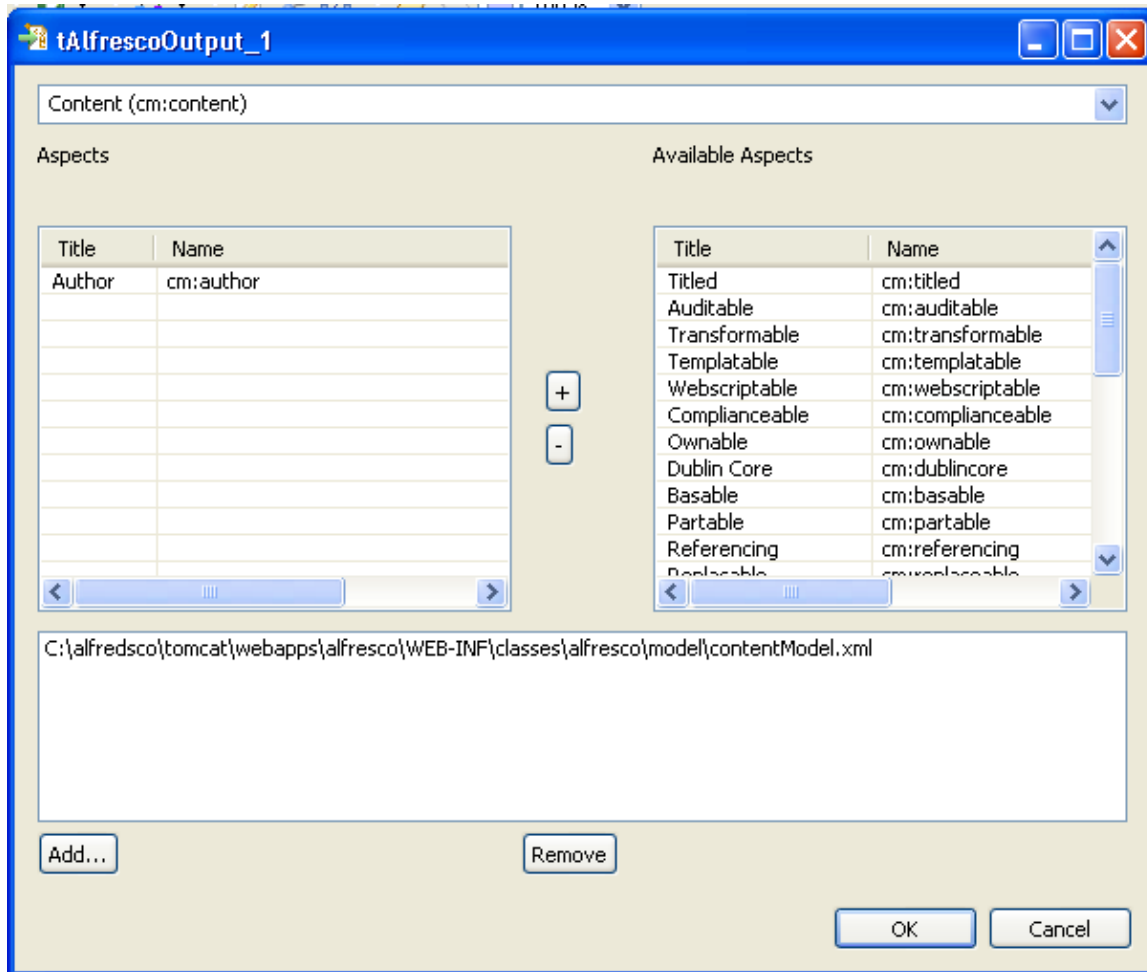 tAlfrescoOutput_1
Content (cm:content)
Aspects
Available Aspects
Title Name
Author cm:author
Title Name
Titled cm:titled
Auditable cm:auditable
Transformable cm:transformable
Templatable cm:templatable
Webscriptable cm:webscriptable
Complianceable cm:complianceable
Ownable cm:ownable
Dublin Core cm:dublincore
Basable cm:basable
Partable cm:partable
Referencing cm:referencing
+
-
C:\alfredsco\tomcat\webapps\alfresco\WEB-INF\classes\alfresco\model\contentModel.xml
Add... Remove
OK Cancel